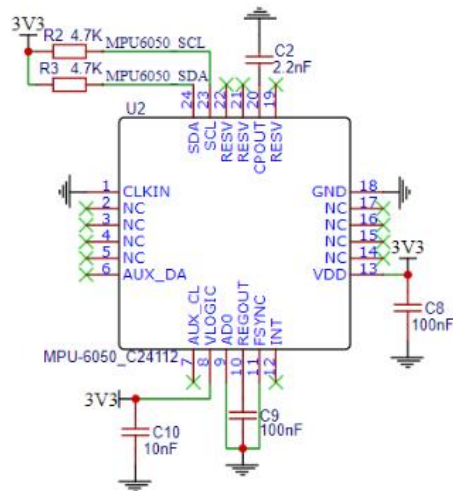 3V3
R2 4.7K MPU6050_SCL
R3 4.7K MPU6050_SDA
C2
2.2nF
U2
24 23 22 21 20 19
SDA SCL RESV RESV CPOUT RESV
1 CLKIN
2 NC
3 NC
4 NC
5 NC
6 AUX_DA
GND 18
NC 17
NC 16
NC 15
NC 14
VDD 13
3V3
C8
100nF
AUX_CL VLOGIC AD0 REGOUT FSYNC INT
7 8 9 10 11 12
MPU-6050_C24112
3V3
C10
10nF
C9
100nF